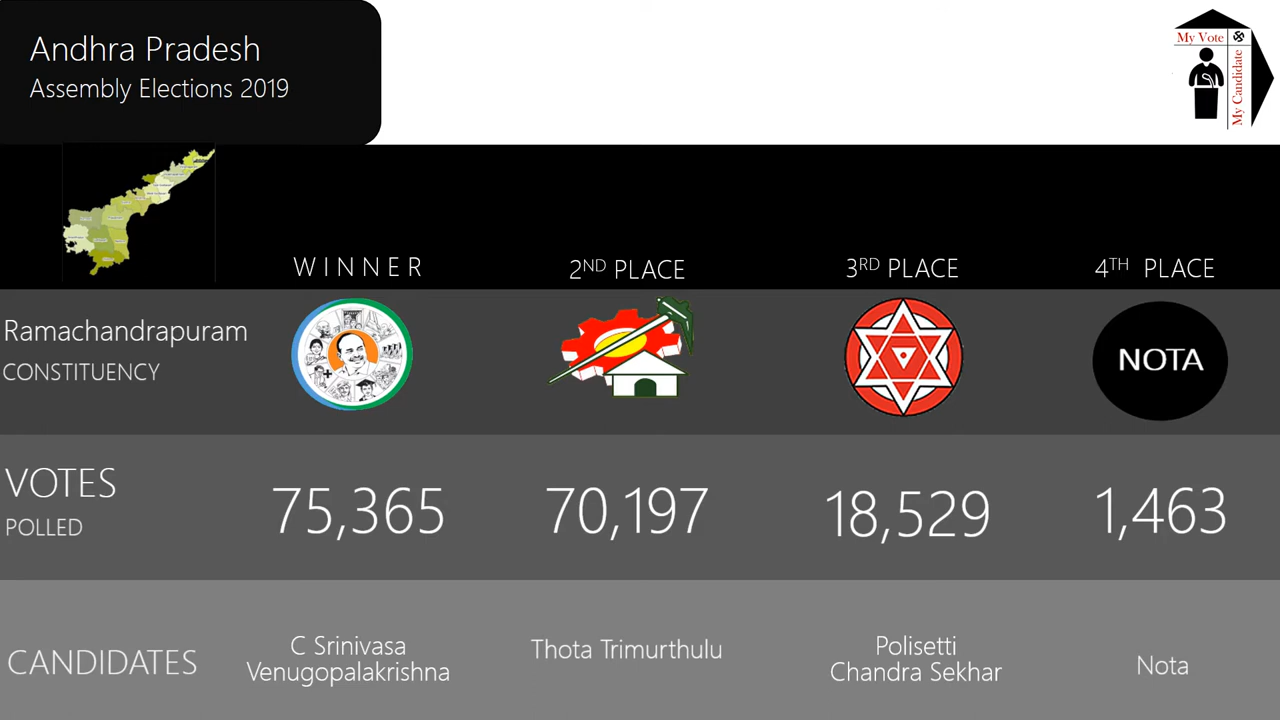 Andhra Pradesh
Assembly Elections 2019
My Vote
My Candidate
WINNER
2ND PLACE
3RD PLACE
4TH PLACE
Ramachandrapuram
CONSTITUENCY
NOTA
VOTES
POLLED
75,365
70,197
18,529
1,463
CANDIDATES
C Srinivasa
Venugopalakrishna
Thota Trimurthulu
Polisetti
Chandra Sekhar
Nota